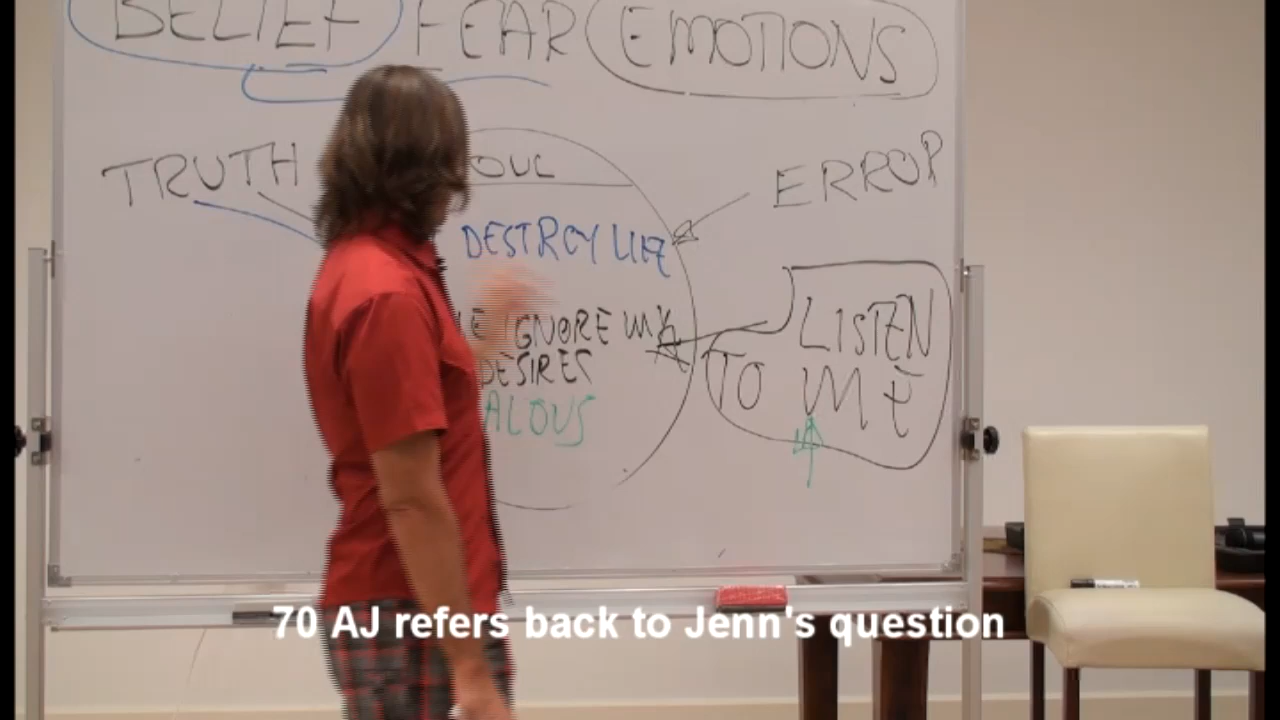 BELIEF FEAR EMOTIONS
TRUTH
OUL
ERROR
DESTROY LIFE
E IGNORE MY
DESIRES
ALOUS
LISTEN
TO ME
70 AJ refers back to Jenn's question